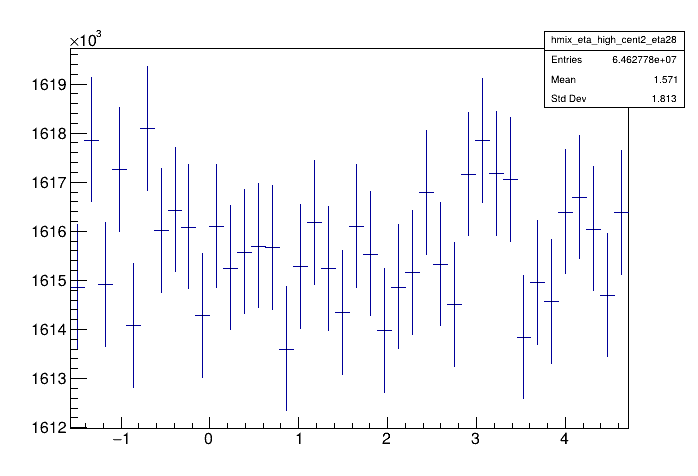 ×10³
hmix_eta_high_cent2_eta28
Entries 6.462778e+07
Mean 1.571
Std Dev 1.813
1619
1618
1617
1616
1615
1614
1613
1612
−1 0 1 2 3 4